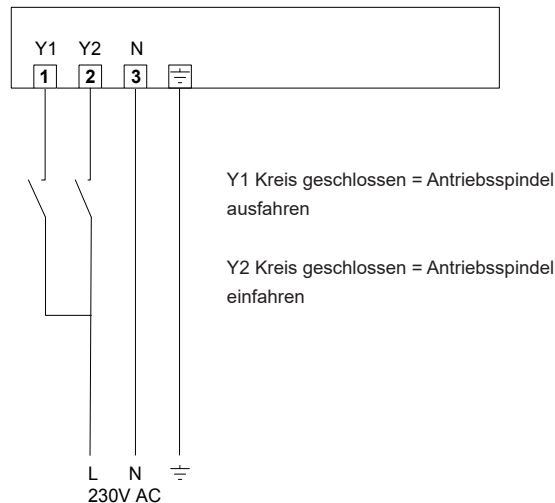 Y1 Y2 N
1 2 3
Y1 Kreis geschlossen = Antriebsspindel
ausfahren
Y2 Kreis geschlossen = Antriebsspindel
einfahren
L N
230V AC